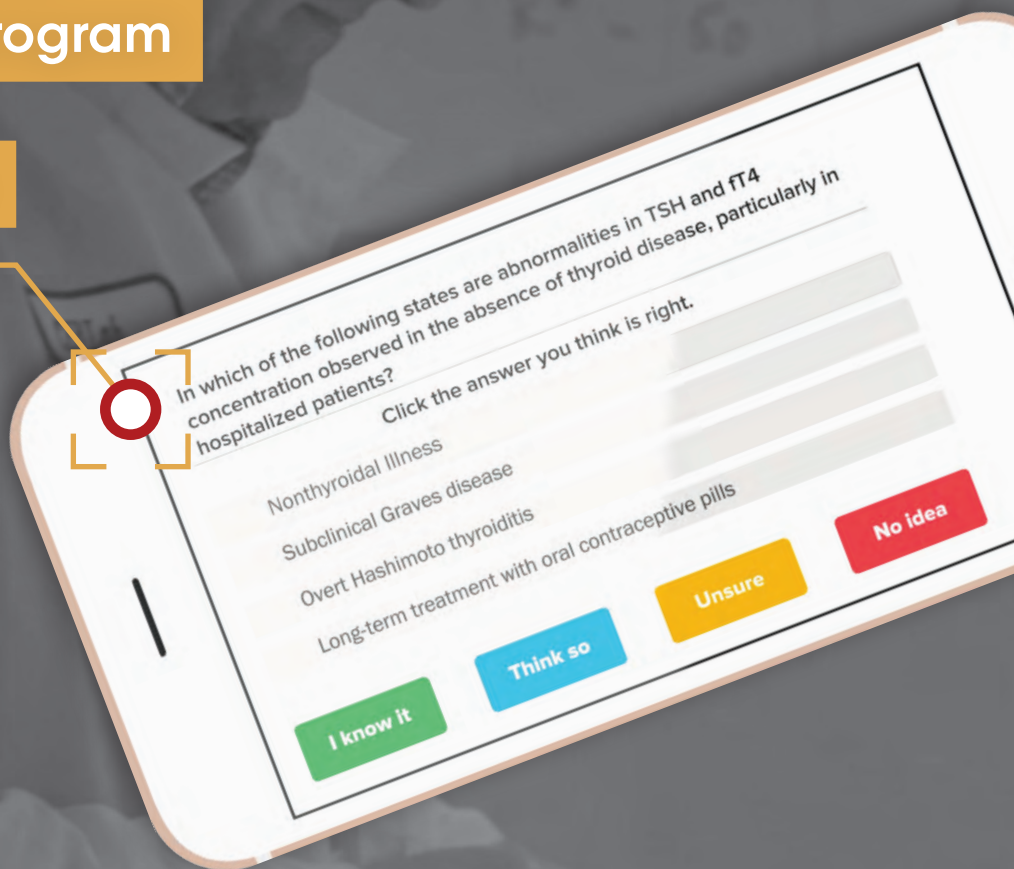 rogram
In which of the following states are abnormalities in TSH and fT4
concentration observed in the absence of thyroid disease, particularly in
hospitalized patients?
Click the answer you think is right.
Nonthyroidal Illness
Subclinical Graves disease
Overt Hashimoto thyroiditis
Long-term treatment with oral contraceptive pills
I know it
Think so
Unsure
No idea